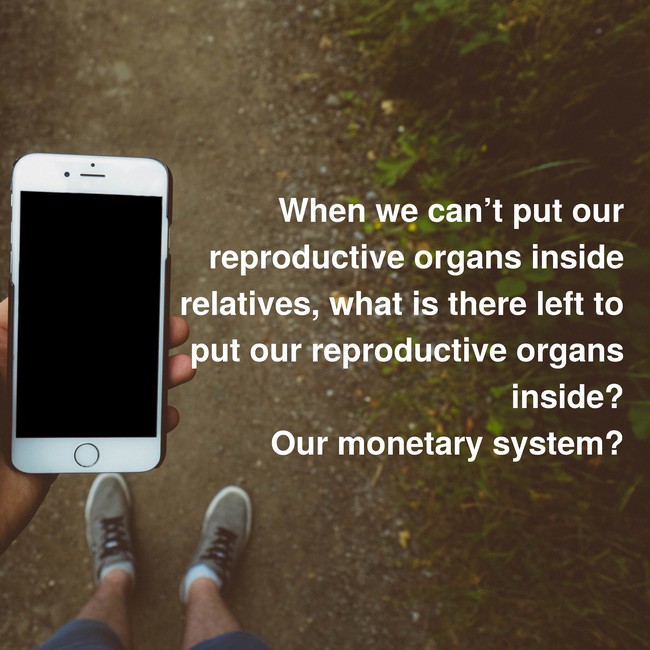 When we can’t put our
reproductive organs inside
relatives, what is there left to
put our reproductive organs
inside?
Our monetary system?